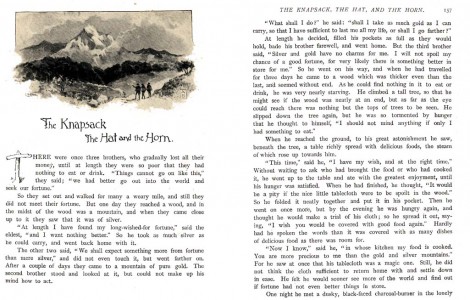 The Knapsack
The Hat and the Horn.
THERE were once three brothers, who gradually lost all their
money, until at length they were so poor that they had
nothing to eat or drink. "Things cannot go on like this,"
they said; "we had better go out into the world and
seek our fortune."
So they set out and walked for many a weary mile, and still they
did not meet their fortune. But one day they reached a wood, and in
the midst of the wood was a mountain, and when they came close
up to it they saw that it was of silver.
"At length I have found my long-wished-for fortune," said the
eldest, "and I want nothing better." So he took as much silver as
he could carry, and went back home with it.
The other two said, "We shall expect something more from fortune
than mere silver," and did not even touch it, but went farther on.
After a couple of days they came to a mountain of pure gold. The
second brother stood and looked at it, but could not make up his
mind how to act.
THE KNAPSACK, THE HAT, AND THE HORN. 157
"What shall I do?" he said: "shall I take as much gold as I can
carry, so that I have sufficient to last me all my life, or shall I go farther?"
At length he decided, filled his pockets as full as they would
hold, bade his brother farewell, and went home. But the third brother
said, "Silver and gold have no charms for me. I will not spoil my
chance of a fortune, for very likely there is something better in
store for me." So he went on his way, and when he had travelled
for three days he came to a wood which was thicker even than the
last, and seemed without end. As he could find nothing in it to eat or
drink, he was very nearly starving. He climbed a tall tree, so that he
might see if the wood was nearly at an end, but as far as the eye
could reach there was nothing but the tops of trees to be seen. He
slipped down the tree again, but he was so tormented by hunger
that he thought to himself, "I should not mind anything if only I
had something to eat."
When he reached the ground, to his great astonishment he saw,
beneath the tree, a table richly spread with delicious foods, the steam
of which rose up towards him.
"This time," said he, "I have my wish, and at the right time."
Without waiting to ask who had brought the food or who had cooked
it, he went up to the table and ate with the greatest enjoyment, until
his hunger was satisfied. When he had finished, he thought, "It would
be a pity if the nice little tablecloth were to be spoilt in the wood."
So he folded it neatly together and put it in his pocket. Then he
went on once more, but by the evening he was hungry again, and
thought he would make a trial of his cloth; so he spread it out, say-
ing, "I wish you would be covered with good food again." Hardly
had he spoken the words than it was covered with as many dishes
of delicious food as there was room for.
"Now I know," said he, "in whose kitchen my food is cooked.
You are more precious to me than the gold and silver mountains."
For he saw at once that his tablecloth was a magic one. Still, he did
not think the cloth sufficient to return home with and settle down
in ease. He felt he would sooner see more of the world and find out
if fortune had not even better things in store.
One night he met a dusky, black-faced charcoal-burner in the lonely